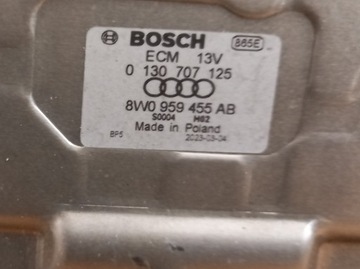 BOSCH 865E
ECM 13V
0 130 707 125
8W0 959 455 AB
S0004 H02
Made in Poland
BP5 2023-03-04